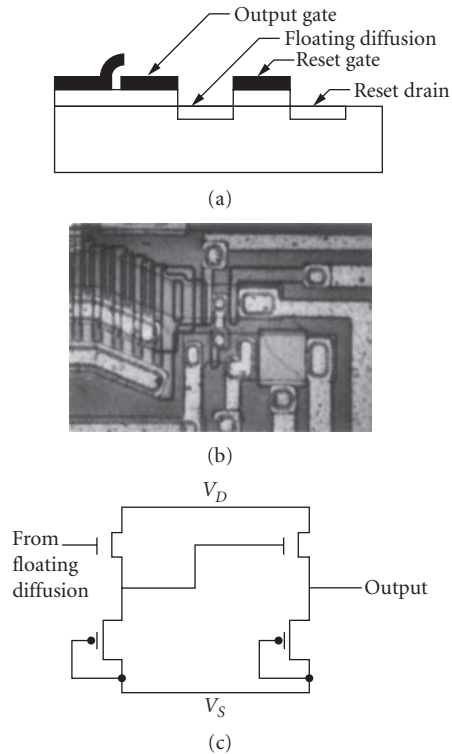 Output gate
Floating diffusion
Reset gate
Reset drain
(a)
(b)
V_D
From
floating
diffusion
Output
V_S
(c)